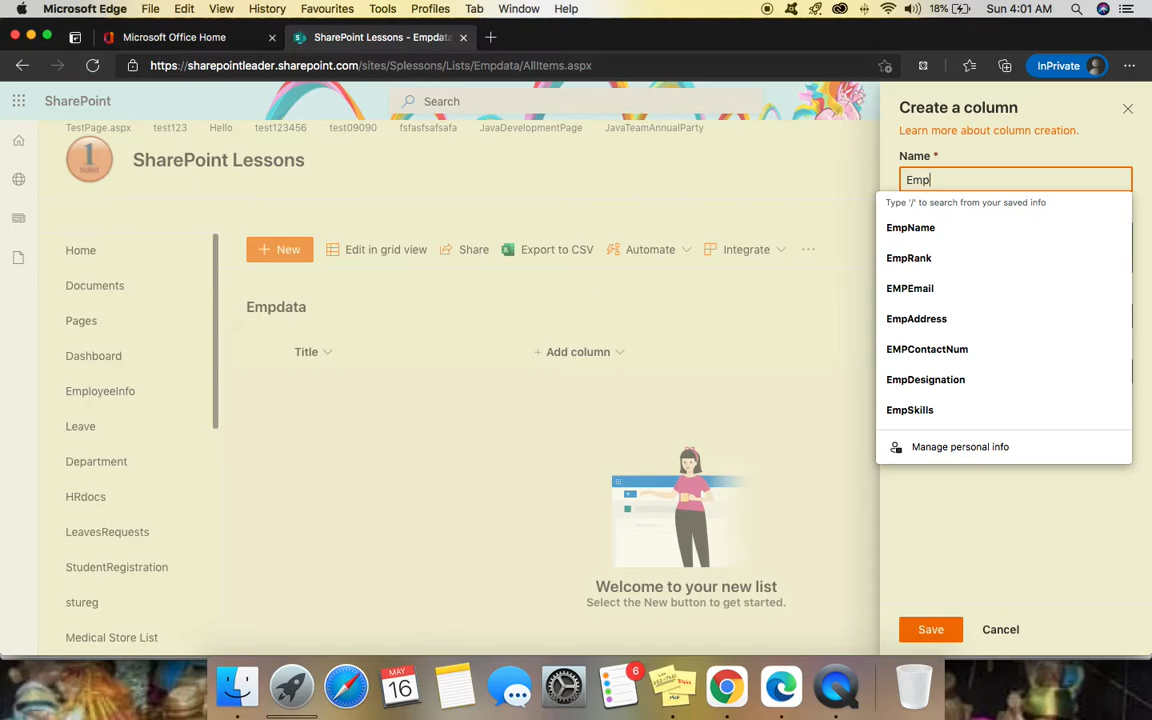 Microsoft Edge File Edit View History Favourites Tools Profiles Tab Window Help 18% Sun 4:01 AM
Microsoft Office Home
SharePoint Lessons - Empdata
https://sharepointleader.sharepoint.com/sites/Splessons/Lists/Empdata/AllItems.aspx
InPrivate
SharePoint
Search
TestPage.aspx test123 Hello test123456 test09090 fsfasfsafsafa JavaDevelopmentPage JavaTeamAnnualParty
1
SharePoint Lessons
New Edit in grid view Share Export to CSV Automate Integrate
Home
Documents
Pages
Dashboard
EmployeeInfo
Leave
Department
HRdocs
LeavesRequests
StudentRegistration
stureg
Medical Store List
Empdata
Title + Add column
Welcome to your new list
Select the New button to get started.
Create a column
Learn more about column creation.
Name *
Emp
Type '/' to search from your saved info
EmpName
EmpRank
EMPEmail
EmpAddress
EMPContactNum
EmpDesignation
EmpSkills
Manage personal info
Save Cancel
MAY
16
6